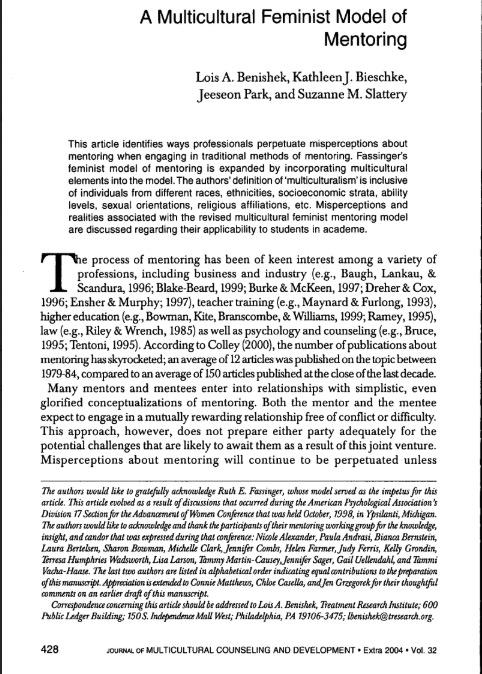 A Multicultural Feminist Model of
Mentoring
Lois A. Benishek, Kathleen J. Bieschke,
Jeeseon Park, and Suzanne M. Slattery
This article identifies ways professionals perpetuate misperceptions about
mentoring when engaging in traditional methods of mentoring. Fassinger's
feminist model of mentoring is expanded by incorporating multicultural
elements into the model. The authors' definition of 'multiculturalism' is inclusive
of individuals from different races, ethnicities, socioeconomic strata, ability
levels, sexual orientations, religious affiliations, etc. Misperceptions and
realities associated with the revised multicultural feminist mentoring model
are discussed regarding their applicability to students in academe.
The process of mentoring has been of keen interest among a variety of
professions, including business and industry (e.g., Baugh, Lankau, &
Scandura, 1996; Blake-Beard, 1999; Burke & McKeen, 1997; Dreher & Cox,
1996; Ensher & Murphy; 1997), teacher training (e.g., Maynard & Furlong, 1993),
higher education (e.g., Bowman, Kite, Branscombe, & Williams, 1999; Ramey, 1995),
law (e.g., Riley & Wrench, 1985) as well as psychology and counseling (e.g., Bruce,
1995; Tentoni, 1995). According to Colley (2000), the number of publications about
mentoring has skyrocketed; an average of 12 articles was published on the topic between
1979-84, compared to an average of 150 articles published at the close of the last decade.
Many mentors and mentees enter into relationships with simplistic, even
glorified conceptualizations of mentoring. Both the mentor and the mentee
expect to engage in a mutually rewarding relationship free of conflict or difficulty.
This approach, however, does not prepare either party adequately for the
potential challenges that are likely to await them as a result of this joint venture.
Misperceptions about mentoring will continue to be perpetuated unless
The authors would like to gratefully acknowledge Ruth E. Fassinger, whose model served as the impetus for this
article. This article evolved as a result of discussions that occurred during the American Psychological Association's
Division 17 Section for the Advancement of Women Conference that was held October, 1998, in Ypsilanti, Michigan.
The authors would like to acknowledge and thank the participants of their mentoring working group for the knowledge,
insight, and candor that was expressed during that conference: Nicole Alexander, Paula Andrasi, Bianca Bernstein,
Laura Bertelsen, Sharon Bowman, Michelle Clark, Jennifer Combs, Helen Farmer, Judy Ferris, Kelly Grondin,
Terresa Humphries Wadsworth, Lisa Larson, Tammy Martin-Causey, Jennifer Sager, Gail Uellendahl, and Tammi
Vacha-Haase. The last two authors are listed in alphabetical order indicating equal contributions to the preparation
of this manuscript. Appreciation is extended to Connie Matthews, Chloe Casella, and Jen Grzegorek for their thoughtful
comments on an earlier draft of this manuscript.
Correspondence concerning this article should be addressed to Lois A. Benishek, Treatment Research Institute; 600
Public Ledger Building; 150 S. Independence Mall West; Philadelphia, PA 19106-3475; lbenishek@tresearch.org.
428 JOURNAL OF MULTICULTURAL COUNSELING AND DEVELOPMENT • Extra 2004 • Vol. 32